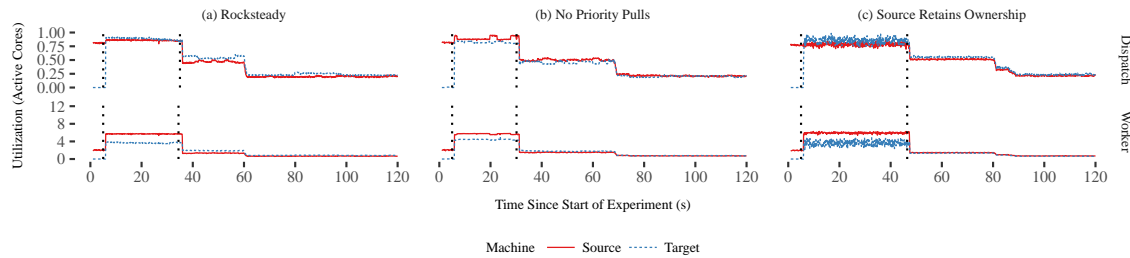 (a) Rocksteady
(b) No Priority Pulls
(c) Source Retains Ownership
Utilization (Active Cores)
1.00
0.75
0.50
0.25
0.00
Dispatch
12
8
4
0
Worker
0 20 40 60 80 100 120
0 20 40 60 80 100 120
0 20 40 60 80 100 120
Time Since Start of Experiment (s)
Machine Source Target